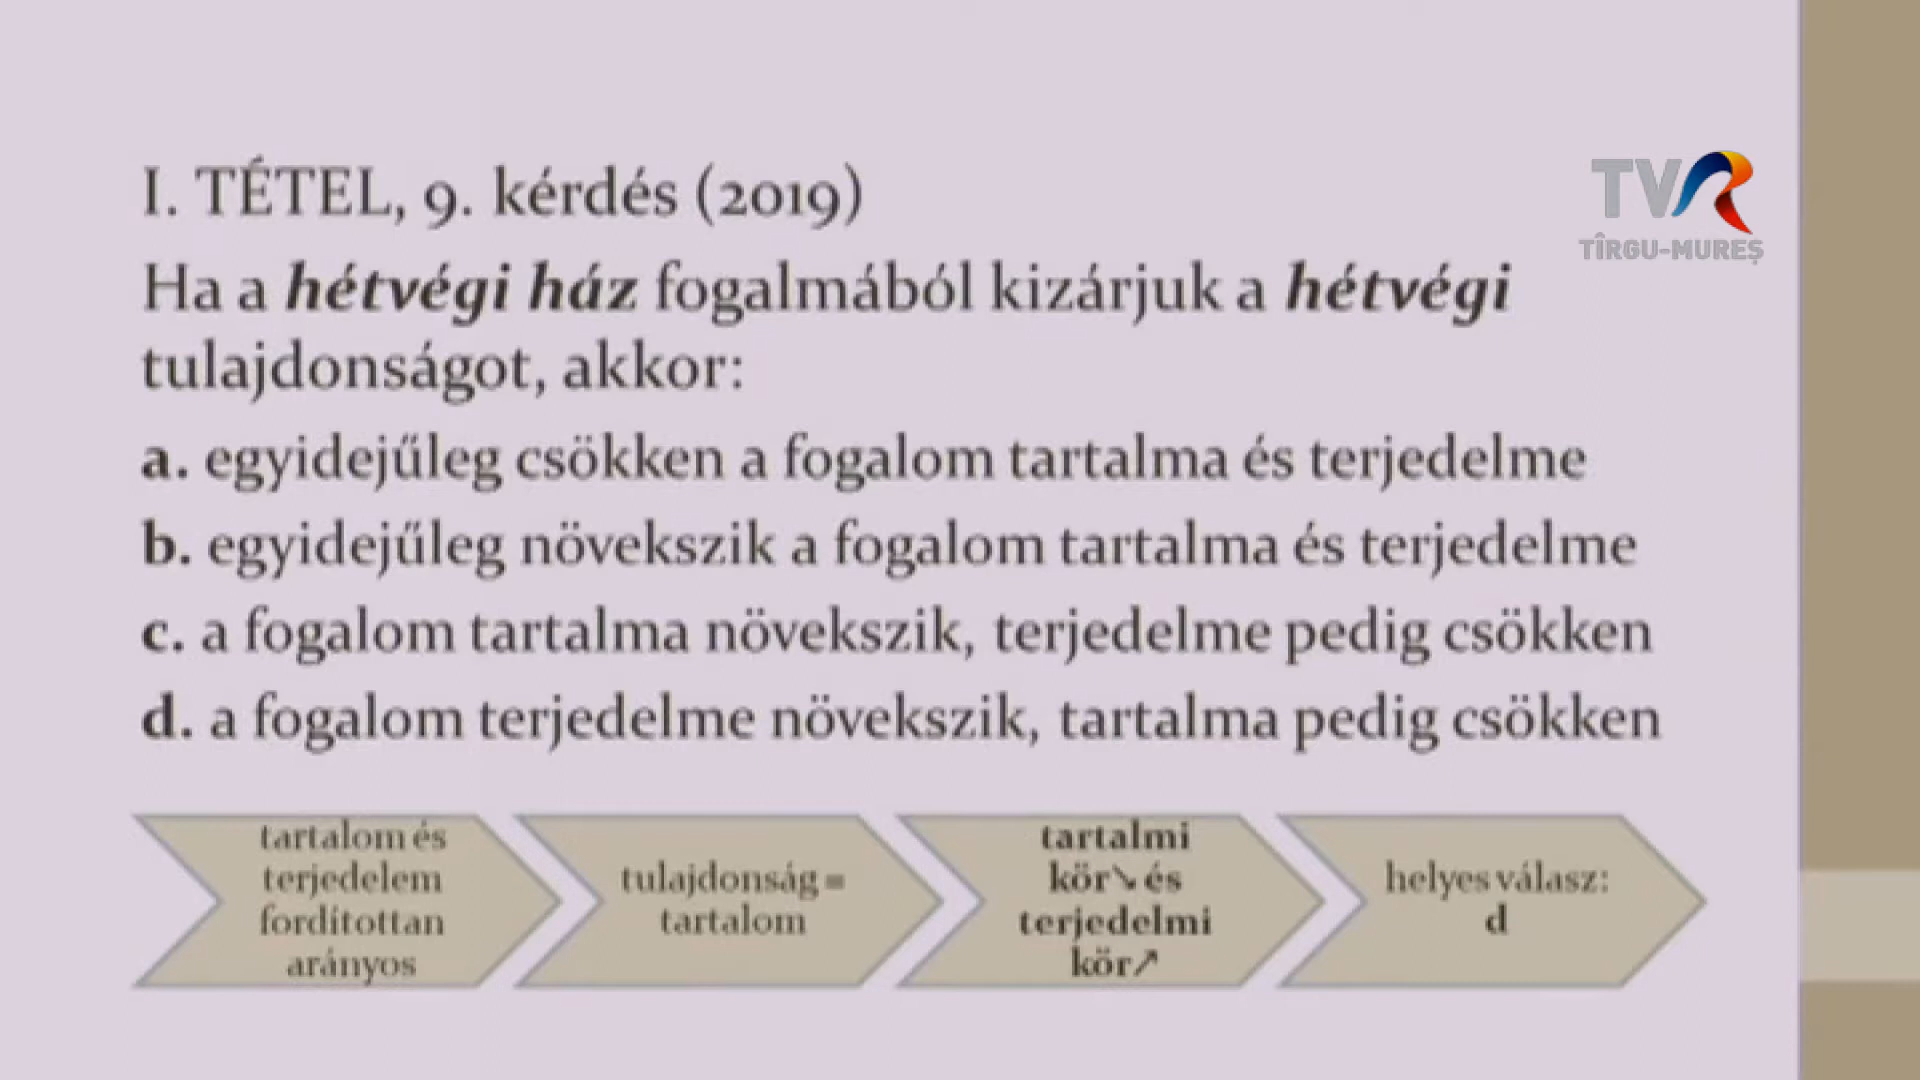 I. TÉTEL, 9. kérdés (2019)
TVR
TÎRGU-MUREȘ
Ha a hétvégi ház fogalmából kizárjuk a hétvégi
tulajdonságot, akkor:
a. egyidejűleg csökken a fogalom tartalma és terjedelme
b. egyidejűleg növekszik a fogalom tartalma és terjedelme
c. a fogalom tartalma növekszik, terjedelme pedig csökken
d. a fogalom terjedelme növekszik, tartalma pedig csökken
tartalom és
terjedelem
fordítottan
arányos
tulajdonság =
tartalom
tartalmi
kör↘ és
terjedelmi
kör↗
helyes válasz:
d